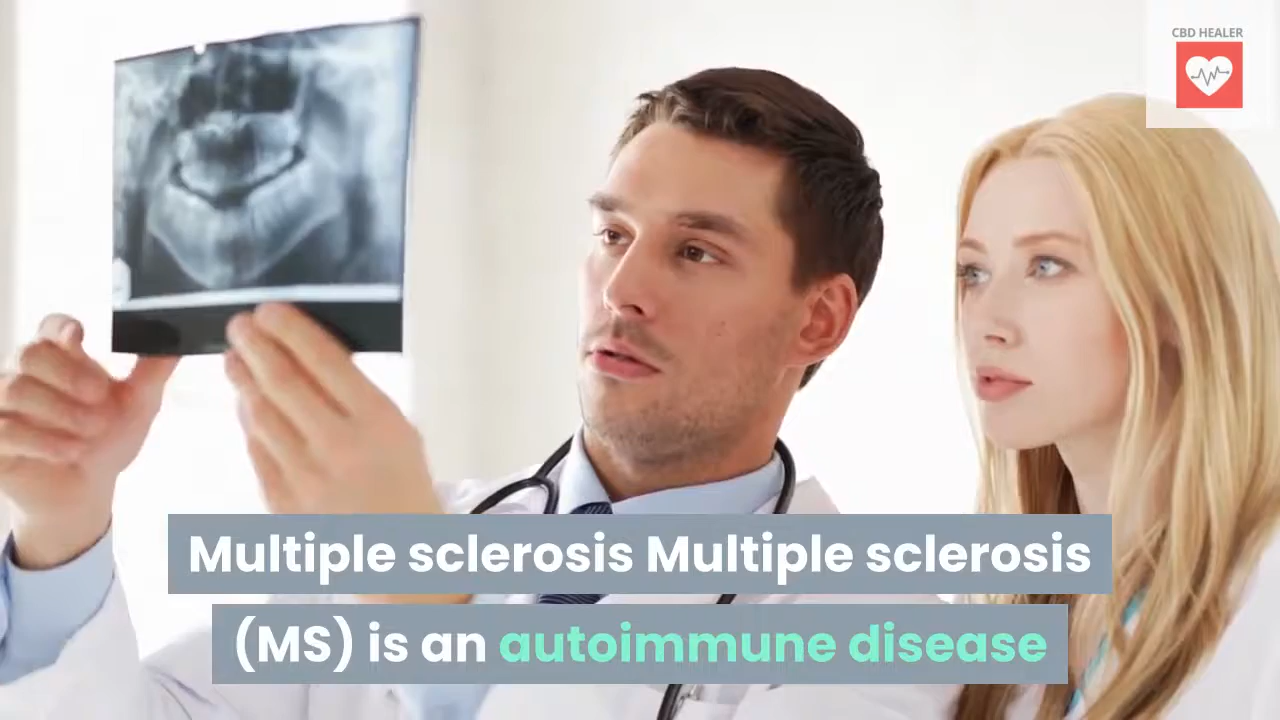 CBD HEALER
Multiple sclerosis Multiple sclerosis
(MS) is an autoimmune disease